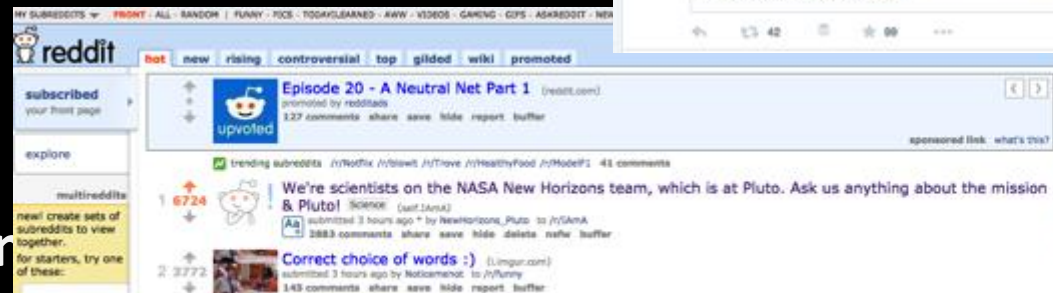 MY SUBREDDITS FRONT - ALL - RANDOM | FUNNY - PICS - TODAYILEARNED - AWW - VIDEOS - GAMING - GIFS - ASKREDDIT - NEW
42 99
reddit hot new rising controversial top gilded wiki promoted
subscribed
your front page
explore
multireddits
new! create sets of
subreddits to view
together.
for starters, try one
of these:
upvoted
Episode 20 - A Neutral Net Part 1 (reddit.com)
promoted by redditads
127 comments share save hide report buffer
sponsored link what's this?
trending subreddits /r/Netflix /r/blowit /r/Trove /r/HealthyFood /r/ModelF1 41 comments
1 6724 We're scientists on the NASA New Horizons team, which is at Pluto. Ask us anything about the mission
& Pluto! Science (self.IAmA)
Aa submitted 3 hours ago * by NewHorizons_Pluto to /r/IAmA
2883 comments share save hide delete nsfw buffer
2 3772 Correct choice of words :) (i.imgur.com)
submitted 3 hours ago by Noticemenot to /r/funny
145 comments share save hide report buffer